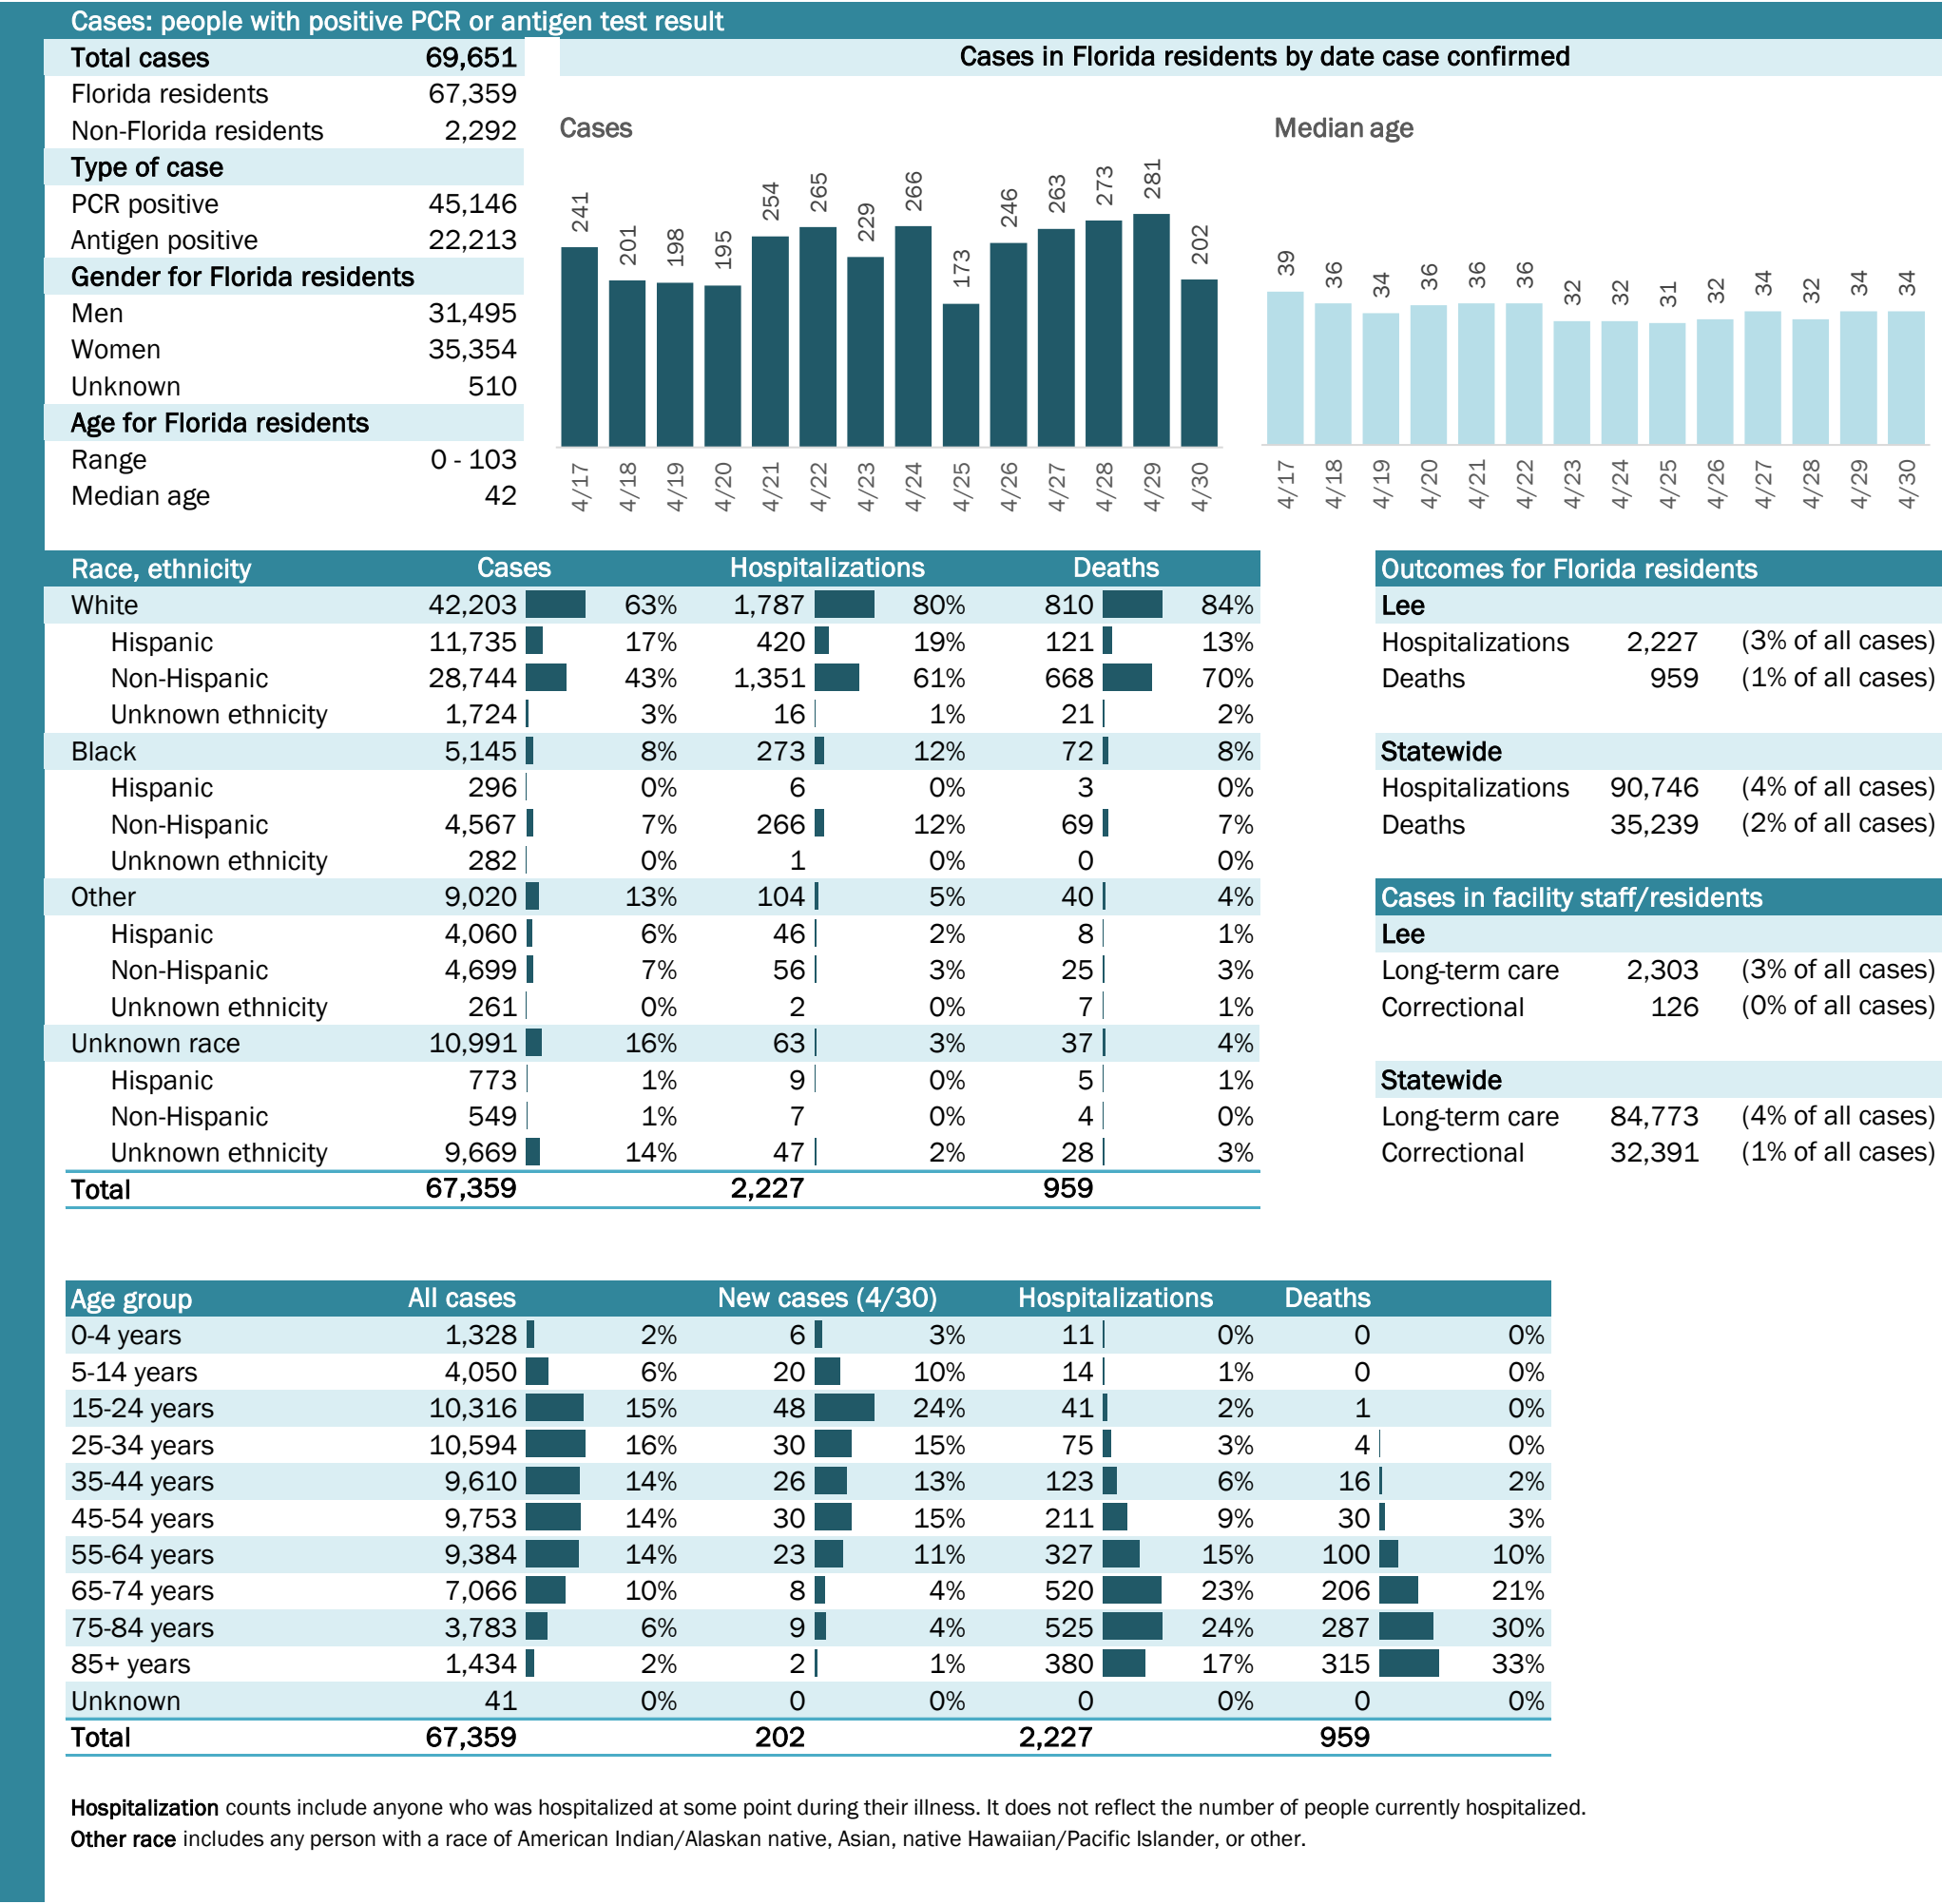 Cases: people with positive PCR or antigen test result
Total cases 69,651
Florida residents 67,359
Non-Florida residents 2,292
Type of case
PCR positive 45,146
Antigen positive 22,213
Gender for Florida residents
Men 31,495
Women 35,354
Unknown 510
Age for Florida residents
Range 0 - 103
Median age 42
Cases in Florida residents by date case confirmed
Cases
241 201 198 195 254 265 229 266 173 246 263 273 281 202
4/17 4/18 4/19 4/20 4/21 4/22 4/23 4/24 4/25 4/26 4/27 4/28 4/29 4/30
Median age
39 36 34 36 36 36 32 32 31 32 34 32 34 34
4/17 4/18 4/19 4/20 4/21 4/22 4/23 4/24 4/25 4/26 4/27 4/28 4/29 4/30
Race, ethnicity Cases Hospitalizations Deaths
White 42,203 63% 1,787 80% 810 84%
Hispanic 11,735 17% 420 19% 121 13%
Non-Hispanic 28,744 43% 1,351 61% 668 70%
Unknown ethnicity 1,724 3% 16 1% 21 2%
Black 5,145 8% 273 12% 72 8%
Hispanic 296 0% 6 0% 3 0%
Non-Hispanic 4,567 7% 266 12% 69 7%
Unknown ethnicity 282 0% 1 0% 0 0%
Other 9,020 13% 104 5% 40 4%
Hispanic 4,060 6% 46 2% 8 1%
Non-Hispanic 4,699 7% 56 3% 25 3%
Unknown ethnicity 261 0% 2 0% 7 1%
Unknown race 10,991 16% 63 3% 37 4%
Hispanic 773 1% 9 0% 5 1%
Non-Hispanic 549 1% 7 0% 4 0%
Unknown ethnicity 9,669 14% 47 2% 28 3%
Total 67,359 2,227 959
Outcomes for Florida residents
Lee
Hospitalizations 2,227 (3% of all cases)
Deaths 959 (1% of all cases)
Statewide
Hospitalizations 90,746 (4% of all cases)
Deaths 35,239 (2% of all cases)
Cases in facility staff/residents
Lee
Long-term care 2,303 (3% of all cases)
Correctional 126 (0% of all cases)
Statewide
Long-term care 84,773 (4% of all cases)
Correctional 32,391 (1% of all cases)
Age group All cases New cases (4/30) Hospitalizations Deaths
0-4 years 1,328 2% 6 3% 11 0% 0 0%
5-14 years 4,050 6% 20 10% 14 1% 0 0%
15-24 years 10,316 15% 48 24% 41 2% 1 0%
25-34 years 10,594 16% 30 15% 75 3% 4 0%
35-44 years 9,610 14% 26 13% 123 6% 16 2%
45-54 years 9,753 14% 30 15% 211 9% 30 3%
55-64 years 9,384 14% 23 11% 327 15% 100 10%
65-74 years 7,066 10% 8 4% 520 23% 206 21%
75-84 years 3,783 6% 9 4% 525 24% 287 30%
85+ years 1,434 2% 2 1% 380 17% 315 33%
Unknown 41 0% 0 0% 0 0% 0 0%
Total 67,359 202 2,227 959
Hospitalization counts include anyone who was hospitalized at some point during their illness. It does not reflect the number of people currently hospitalized.
Other race includes any person with a race of American Indian/Alaskan native, Asian, native Hawaiian/Pacific Islander, or other.